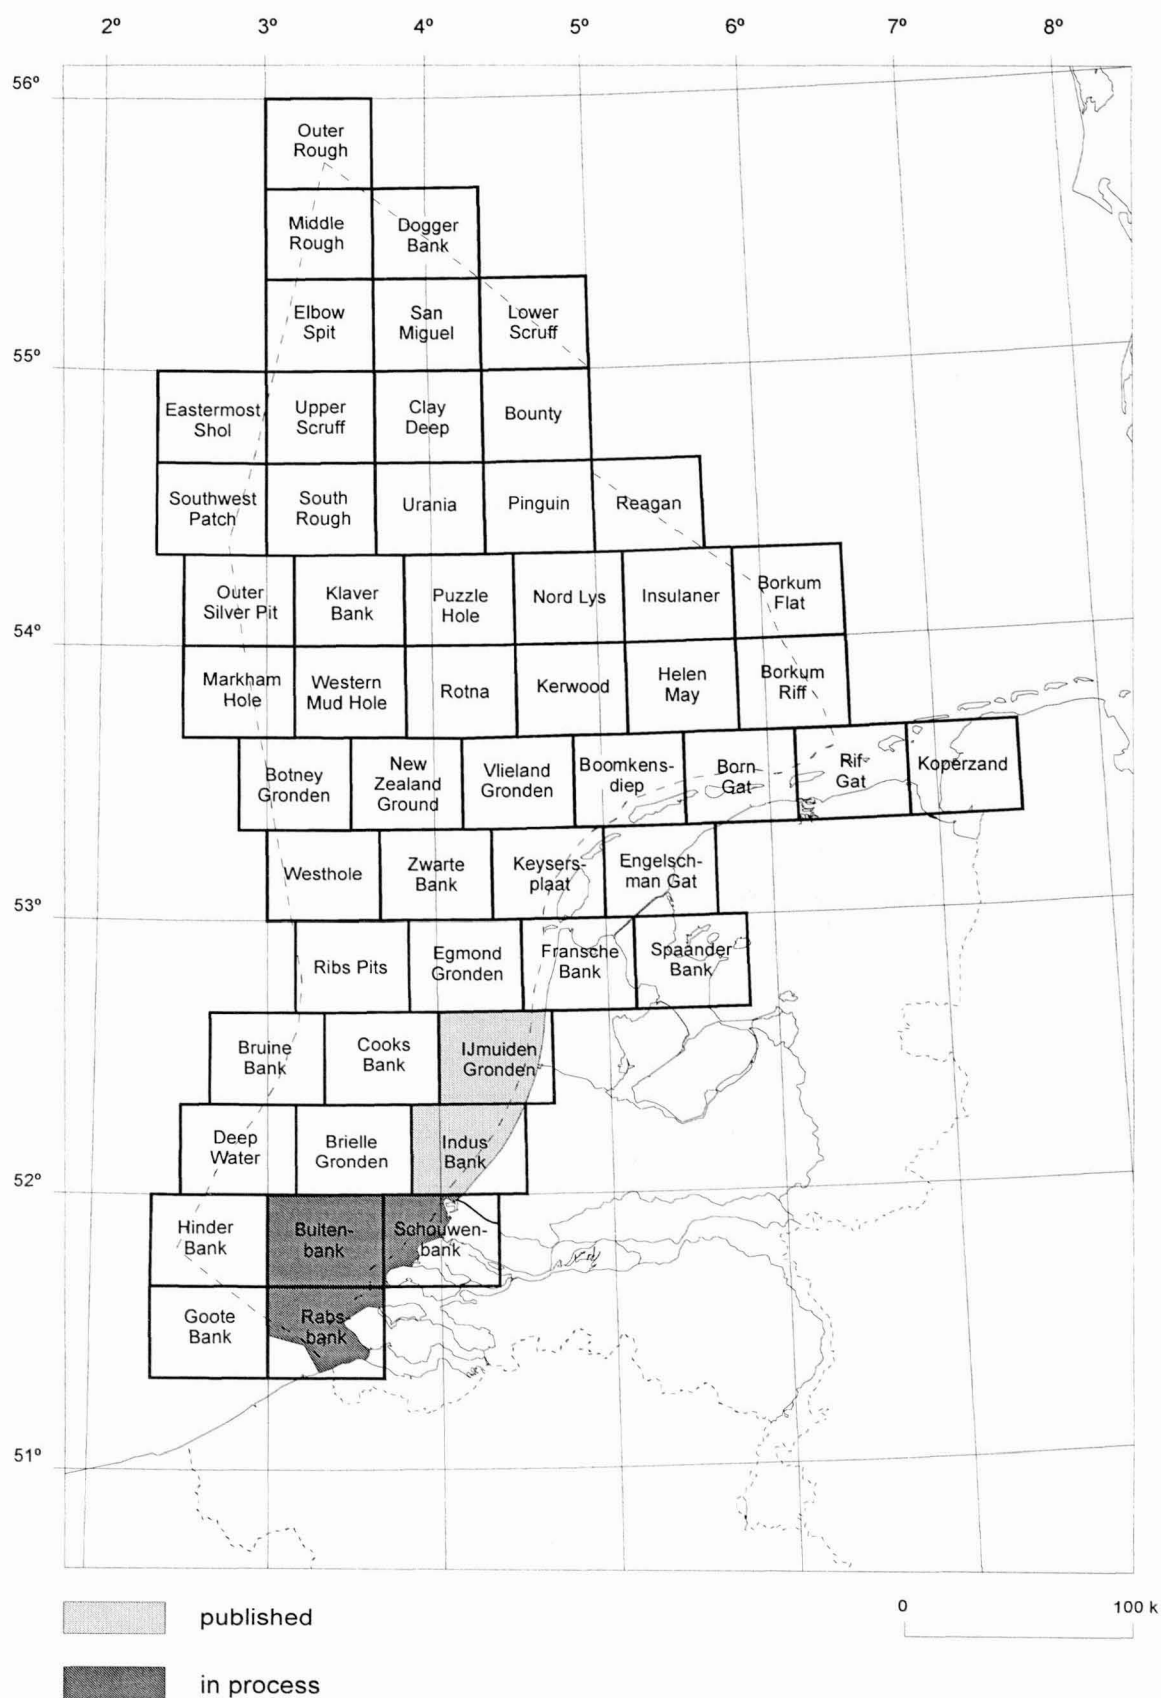 2º 3º 4º 5º 6º 7º 8º
56º
Outer
Rough
Middle
Rough
Dogger
Bank
Elbow
Spit
San
Miguel
Lower
Scruff
55º
Eastermost
Shol
Upper
Scruff
Clay
Deep
Bounty
Southwest
Patch
South
Rough
Urania
Pinguin
Reagan
Outer
Silver Pit
Klaver
Bank
Puzzle
Hole
Nord Lys
Insulaner
Borkum
Flat
54º
Markham
Hole
Western
Mud Hole
Rotna
Kerwood
Helen
May
Borkum
Riff
Botney
Gronden
New
Zealand
Ground
Vlieland
Gronden
Boomkens-
diep
Born
Gat
Rif-
Gat
Koperzand
Westhole
Zwarte
Bank
Keysers-
plaat
Engelsch-
man Gat
53º
Ribs Pits
Egmond
Gronden
Fransche
Bank
Spaander
Bank
Bruine
Bank
Cooks
Bank
IJmuiden
Gronden
Deep
Water
Brielle
Gronden
Indus
Bank
52º
Hinder
Bank
Buiten-
bank
Schouwen-
bank
Goote
Bank
Rabs-
bank
51º
published
in process
0 100 k